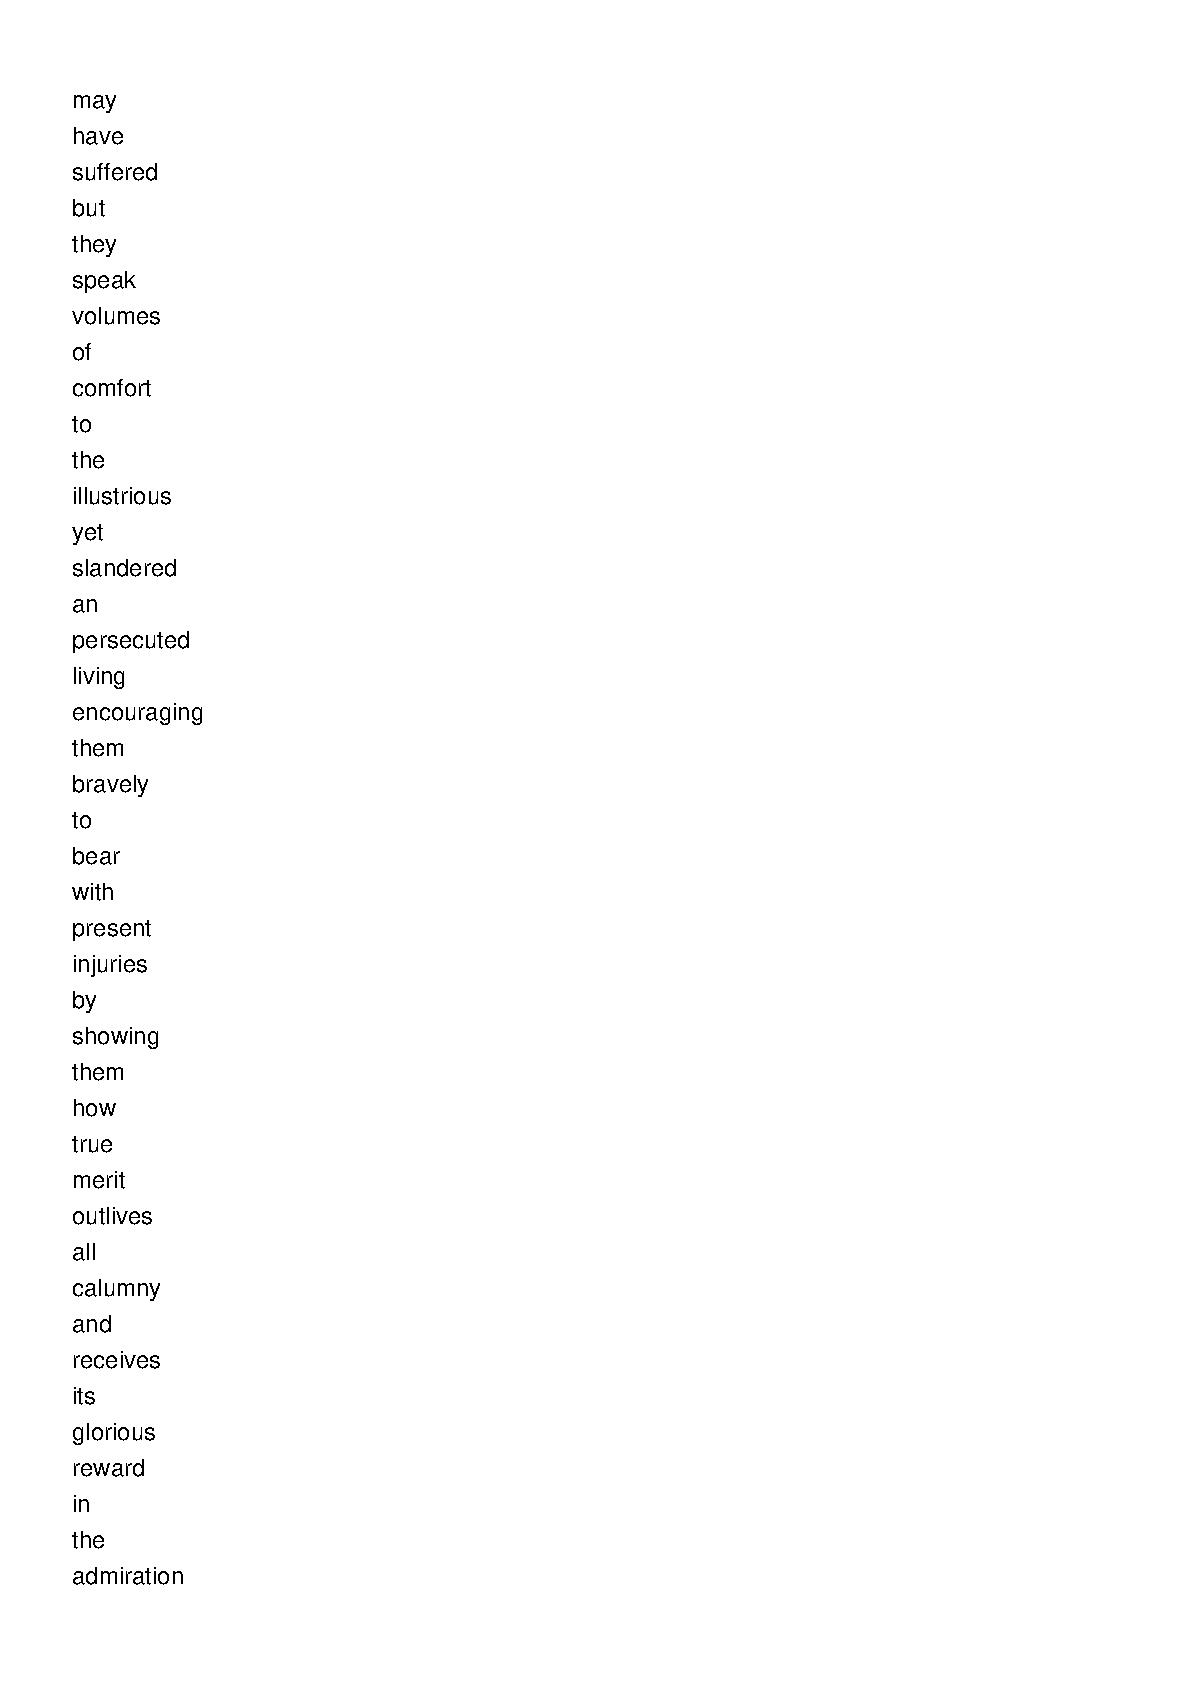 may
have
suffered
but
they
speak
volumes
of
comfort
to
the
illustrious
yet
slandered
an
persecuted
living
encouraging
them
bravely
to
bear
with
present
injuries
by
showing
them
how
true
merit
outlives
all
calumny
and
receives
its
glorious
reward
in
the
admiration